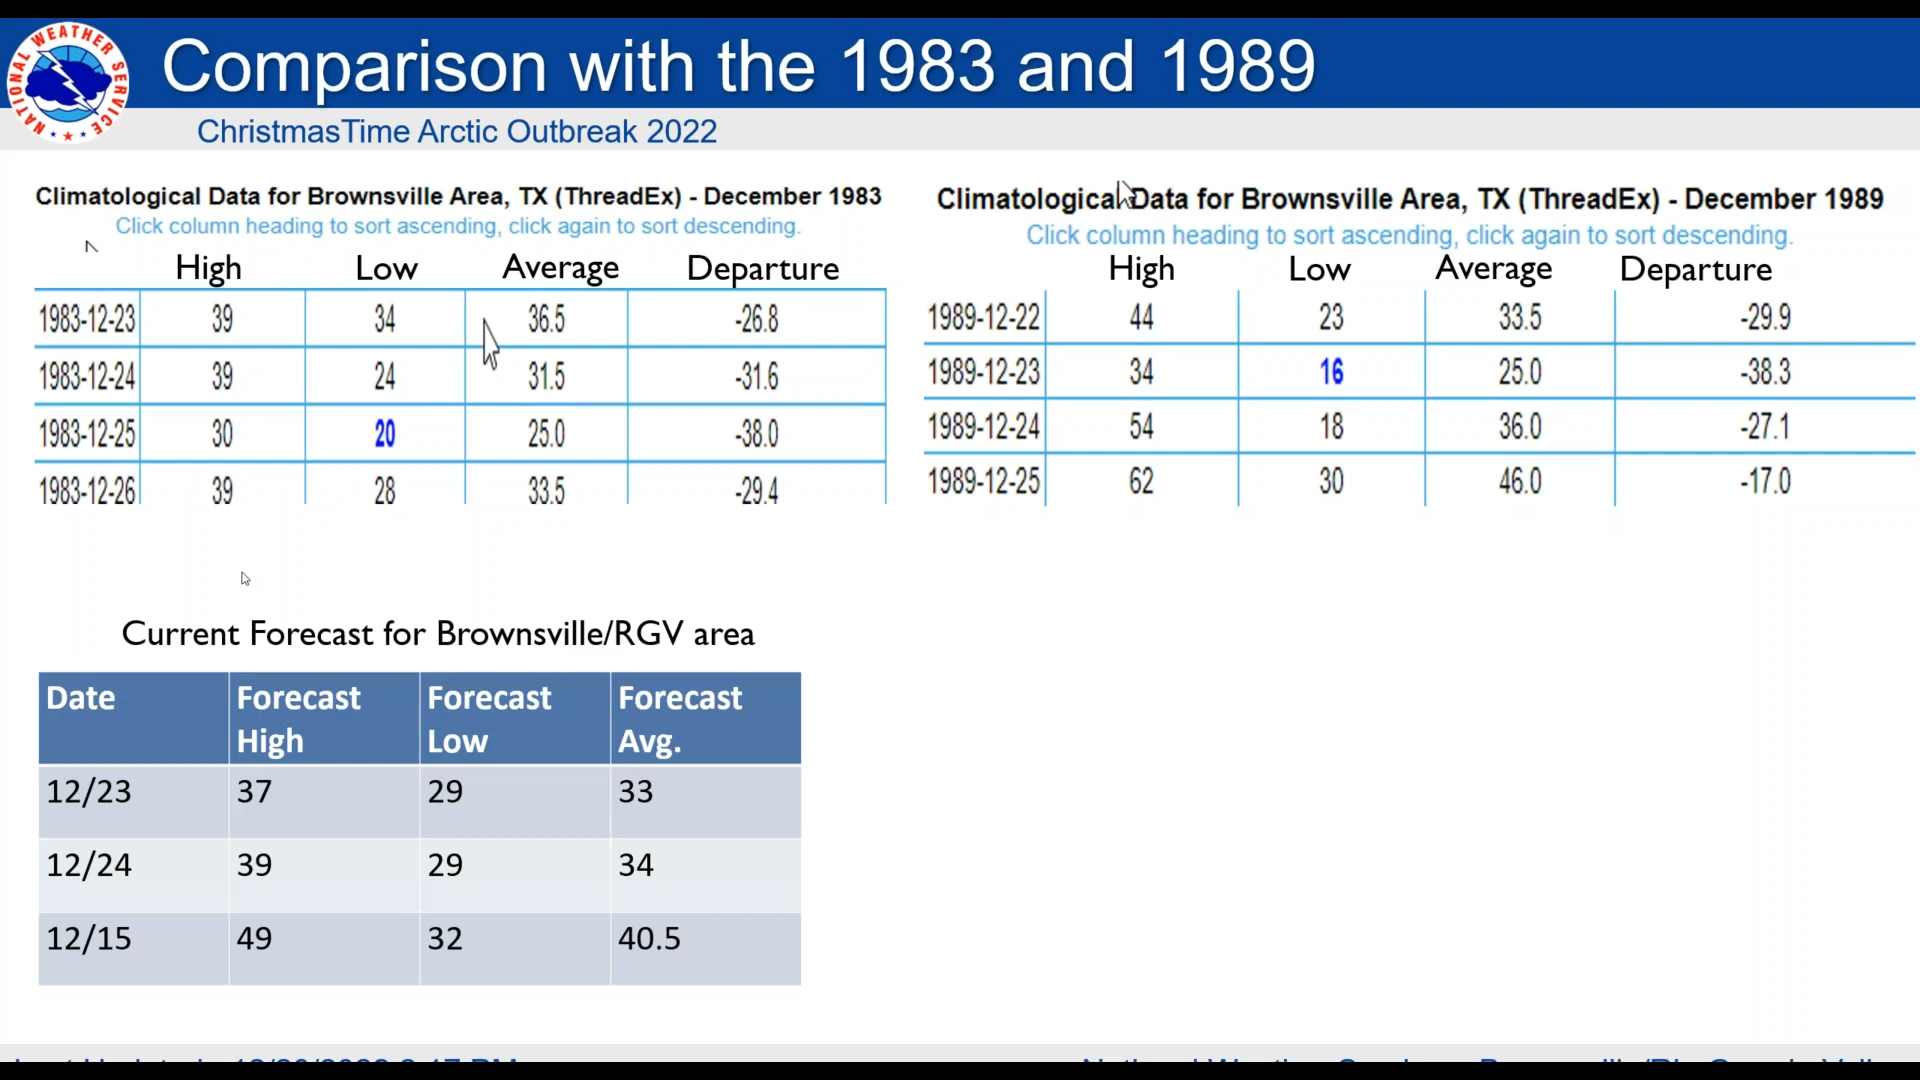 NATIONAL WEATHER SERVICE
Comparison with the 1983 and 1989
ChristmasTime Arctic Outbreak 2022
Climatological Data for Brownsville Area, TX (ThreadEx) - December 1983
Click column heading to sort ascending, click again to sort descending.
High Low Average Departure
1983-12-23 39 34 36.5 -26.8
1983-12-24 39 24 31.5 -31.6
1983-12-25 30 20 25.0 -38.0
1983-12-26 39 28 33.5 -29.4
Climatological Data for Brownsville Area, TX (ThreadEx) - December 1989
Click column heading to sort ascending, click again to sort descending.
High Low Average Departure
1989-12-22 44 23 33.5 -29.9
1989-12-23 34 16 25.0 -38.3
1989-12-24 54 18 36.0 -27.1
1989-12-25 62 30 46.0 -17.0
Current Forecast for Brownsville/RGV area
Date Forecast High Forecast Low Forecast Avg.
12/23 37 29 33
12/24 39 29 34
12/15 49 32 40.5